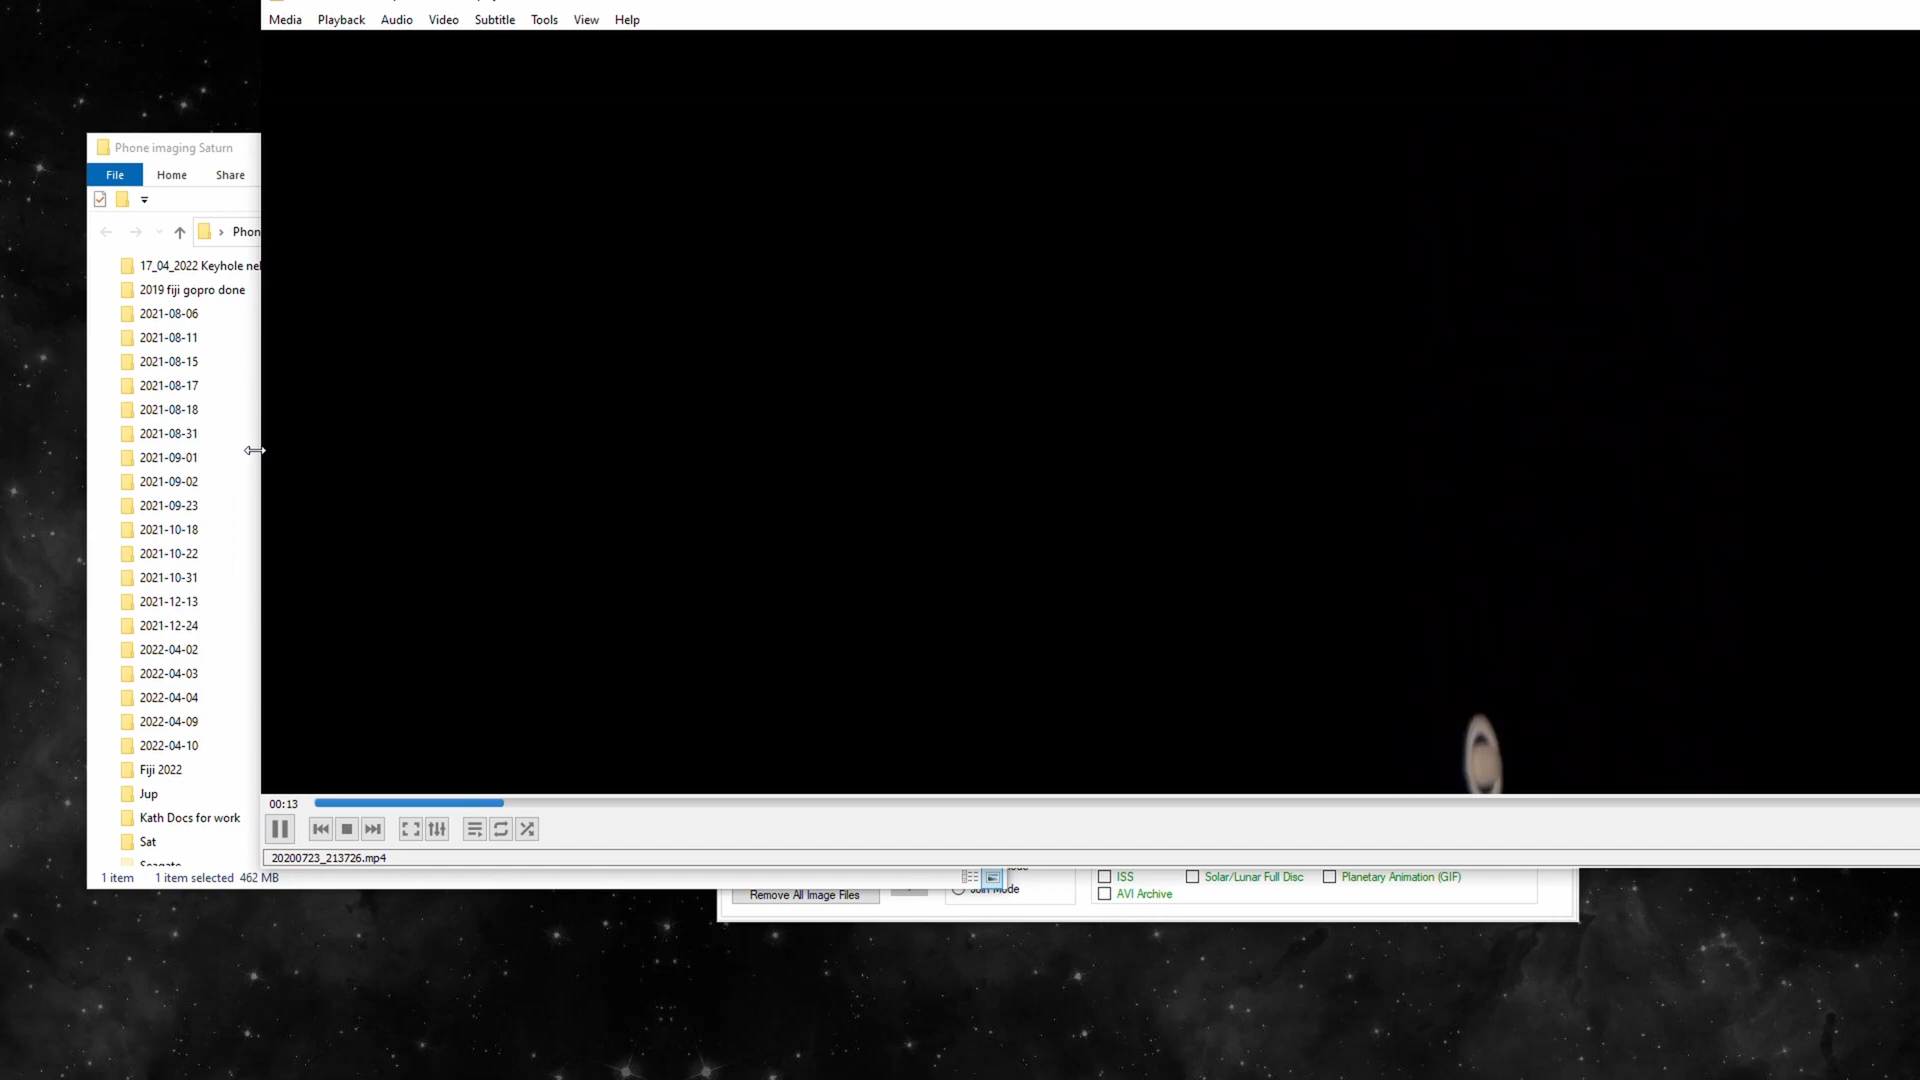 Media Playback Audio Video Subtitle Tools View Help
Phone imaging Saturn
File Home Share
Phon
17_04_2022 Keyhole nel
2019 fiji gopro done
2021-08-06
2021-08-11
2021-08-15
2021-08-17
2021-08-18
2021-08-31
2021-09-01
2021-09-02
2021-09-23
2021-10-18
2021-10-22
2021-10-31
2021-12-13
2021-12-24
2022-04-02
2022-04-03
2022-04-04
2022-04-09
2022-04-10
Fiji 2022
Jup
Kath Docs for work
Sat
Seagate
1 item 1 item selected 462 MB
00:13
20200723_213726.mp4
Remove All Image Files
Join Mode
ISS Solar/Lunar Full Disc Planetary Animation (GIF)
AVI Archive